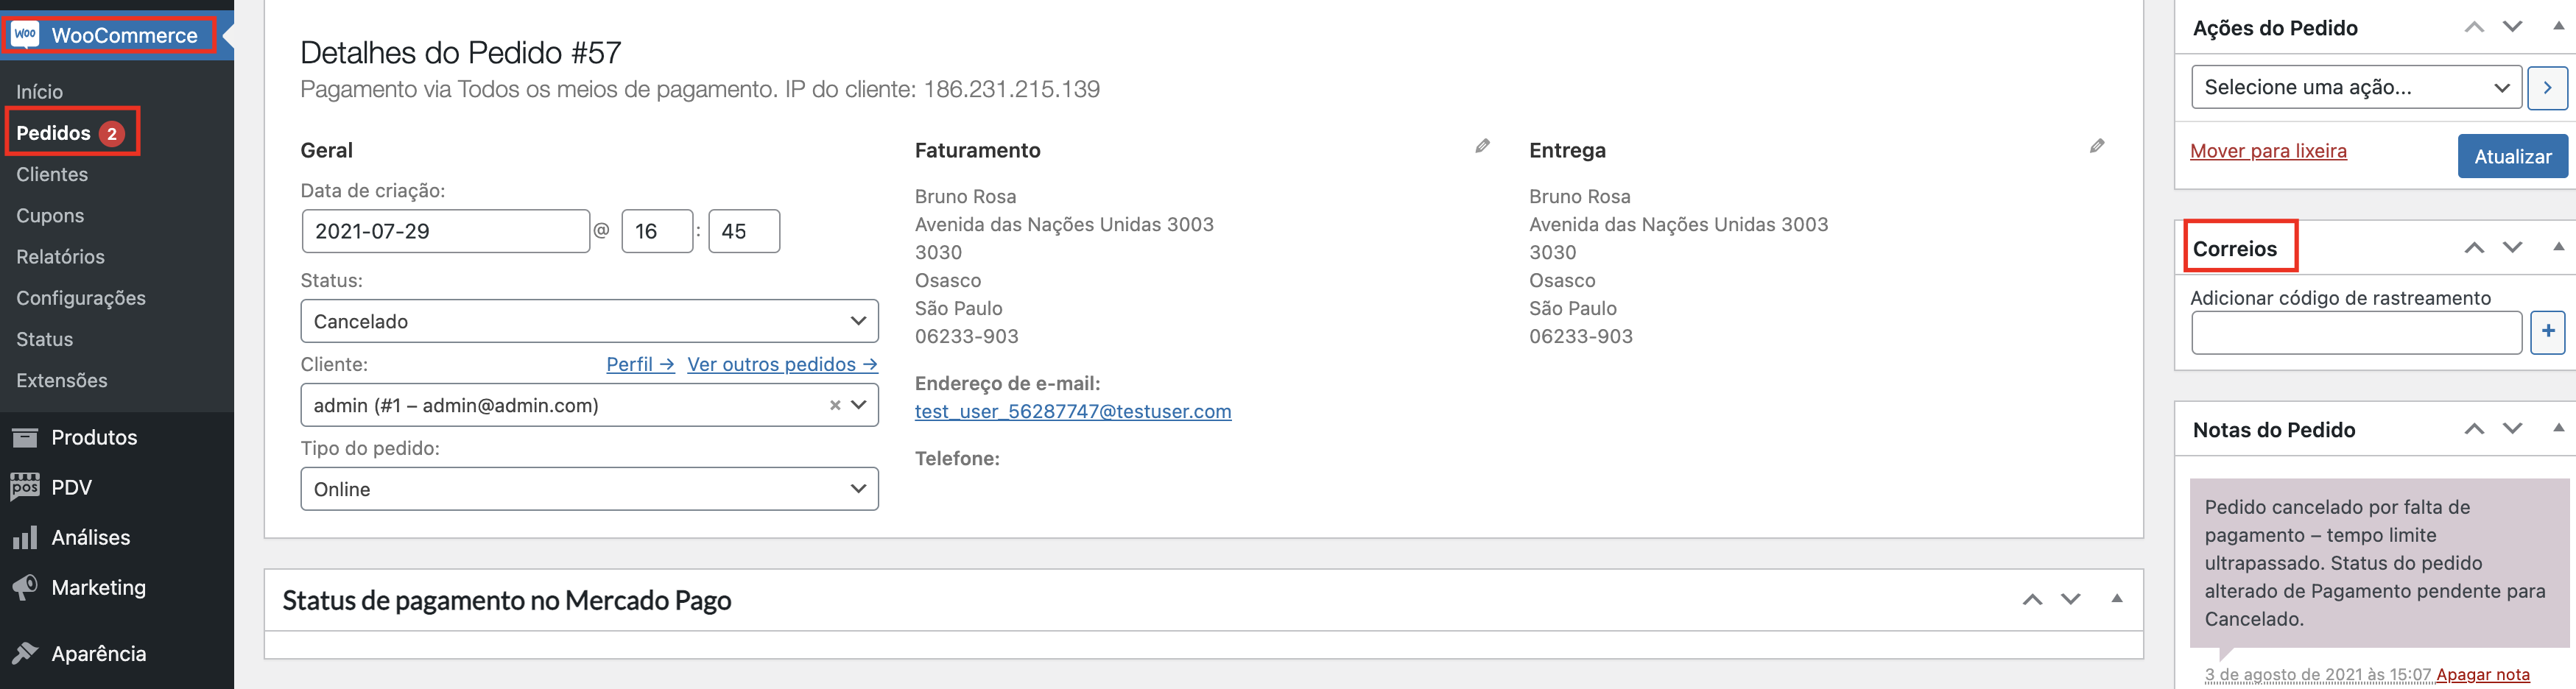 WooCommerce
Início
Pedidos 2
Clientes
Cupons
Relatórios
Configurações
Status
Extensões
Produtos
PDV
Análises
Marketing
Aparência
Detalhes do Pedido #57
Pagamento via Todos os meios de pagamento. IP do cliente: 186.231.215.139
Geral
Data de criação:
2021-07-29 @ 16 : 45
Status:
Cancelado
Cliente: Perfil → Ver outros pedidos →
admin (#1 – admin@admin.com) ×
Tipo do pedido:
Online
Faturamento
Bruno Rosa
Avenida das Nações Unidas 3003
3030
Osasco
São Paulo
06233-903
Endereço de e-mail:
test_user_56287747@testuser.com
Telefone:
Entrega
Bruno Rosa
Avenida das Nações Unidas 3003
3030
Osasco
São Paulo
06233-903
Status de pagamento no Mercado Pago
Ações do Pedido
Selecione uma ação...
Mover para lixeira
Atualizar
Correios
Adicionar código de rastreamento
+
Notas do Pedido
Pedido cancelado por falta de
pagamento – tempo limite
ultrapassado. Status do pedido
alterado de Pagamento pendente para
Cancelado.
3 de agosto de 2021 às 15:07 Apagar nota